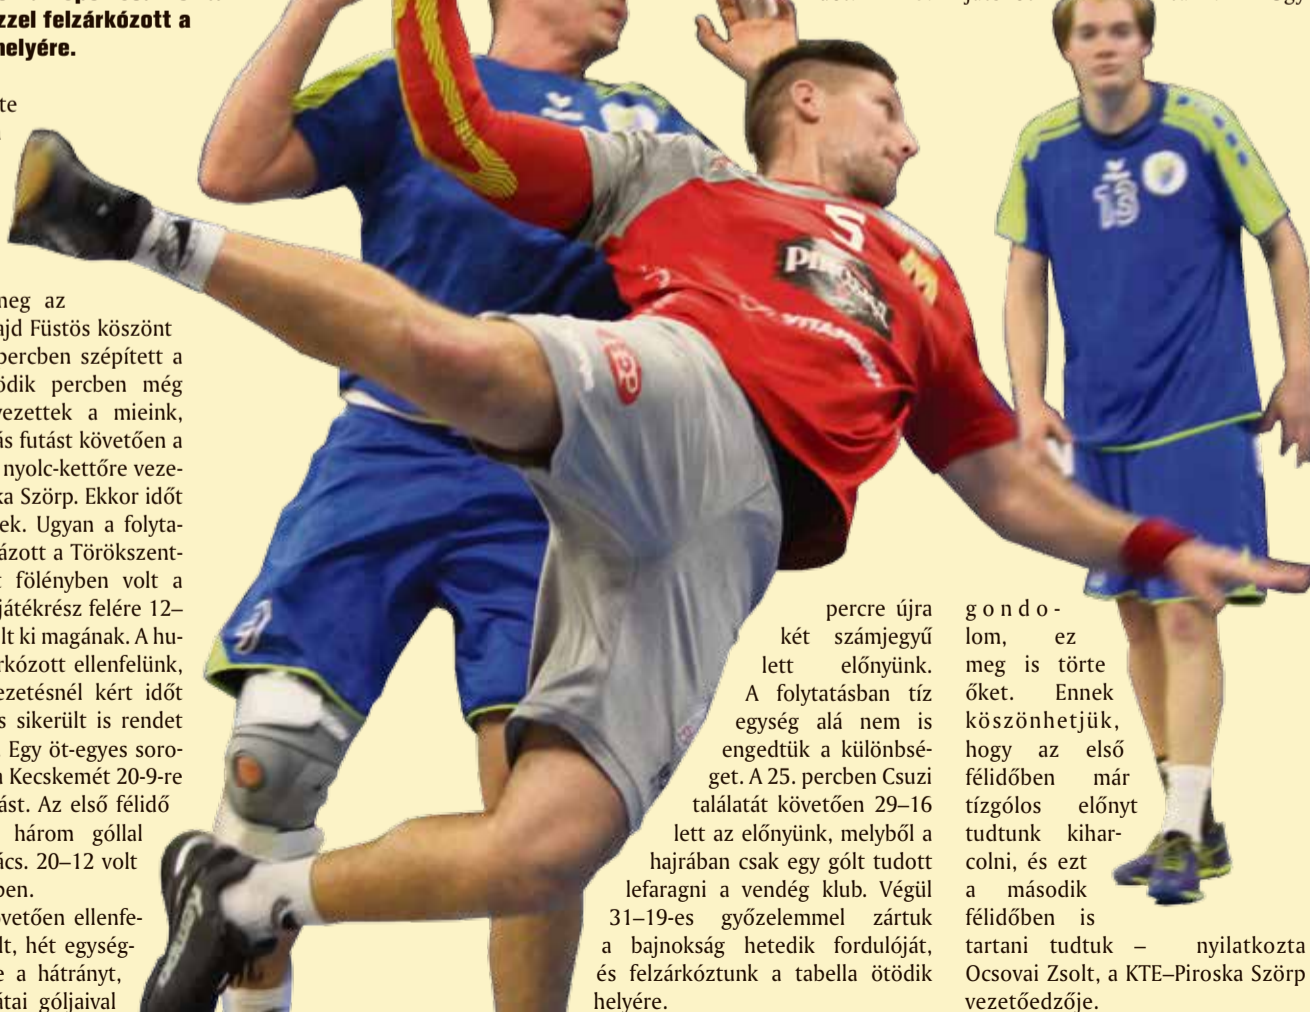 ezzel felzárkózott a
helyére.
te
meg az
ajd Füstös köszönt
percben szépített a
ödik percben még
vezettek a mieink,
ás futást követően a
nyolc-kettőre veze-
ka Szörp. Ekkor időt
ek. Ugyan a folyta-
ázott a Törökszent-
t fölényben volt a
játékrész felére 12–
lt ki magának. A hu-
rkózott ellenfelünk,
ezetésnél kért időt
s sikerült is rendet
. Egy öt-egyes soro-
a Kecskemét 20-9-re
ást. Az első félidő
három góllal
ács. 20–12 volt
ben.
övetően ellenfe-
lt, hét egység-
e a hátrányt,
átai góljaival
5
VITAPRESS
13
percre újra
két számjegyű
lett előnyünk.
A folytatásban tíz
egység alá nem is
engedtük a különbsé-
get. A 25. percben Csuzi
találatát követően 29–16
lett az előnyünk, melyből a
hajrában csak egy gólt tudott
lefaragni a vendég klub. Végül
31–19-es győzelemmel zártuk
a bajnokság hetedik fordulóját,
és felzárkóztunk a tabella ötödik
helyére.
gondo-
lom, ez
meg is törte
őket. Ennek
köszönhetjük,
hogy az első
félidőben már
tízgólos előnyt
tudtunk kihar-
colni, és ezt
a második
félidőben is
tartani tudtuk – nyilatkozta
Ocsovai Zsolt, a KTE–Piroska Szörp
vezetőedzője.